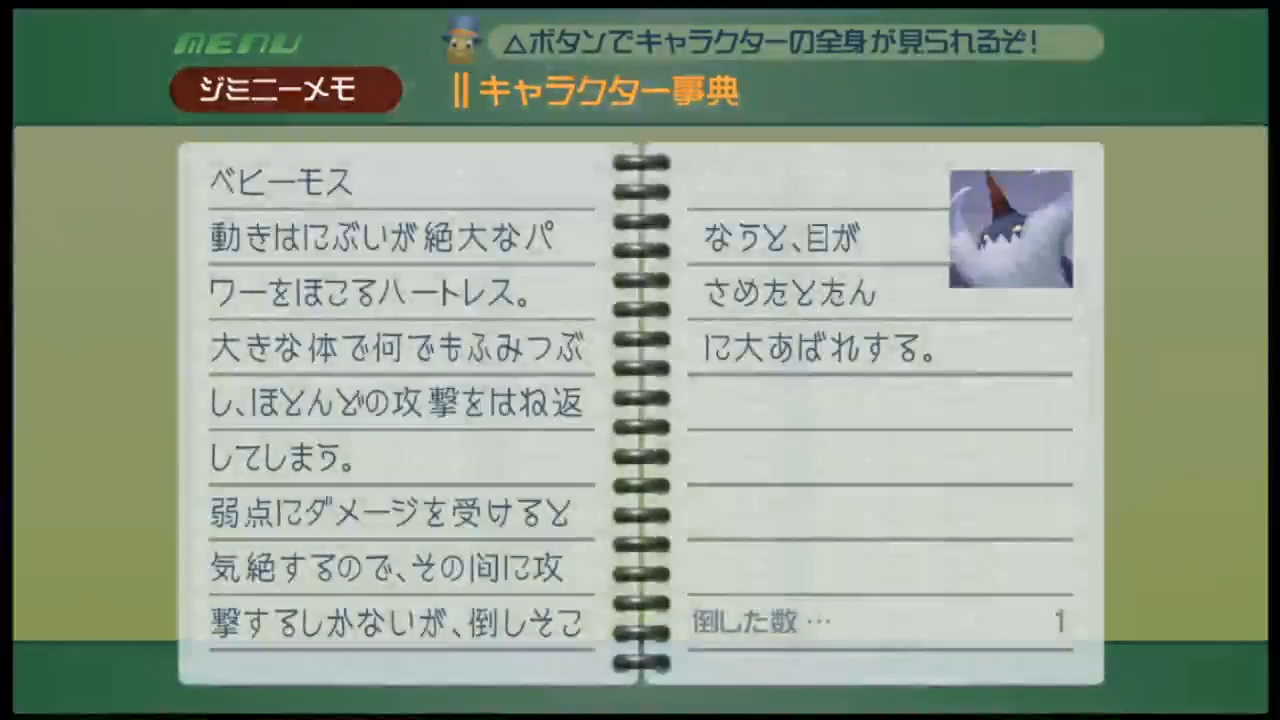 MENU
△ボタンでキャラクターの全身が見られるぞ!
ジミニーメモ
キャラクター事典
ベヒーモス
動きはにぶいが絶大なパ
ワーをほこるハートレス。
大きな体で何でもふみつぶ
し、ほとんどの攻撃をはね返
してしまう。
弱点にダメージを受けると
気絶するので、その間に攻
撃するしかないが、倒しそこ
なうと、目が
さめたとたん
に大あばれする。
倒した数… 1